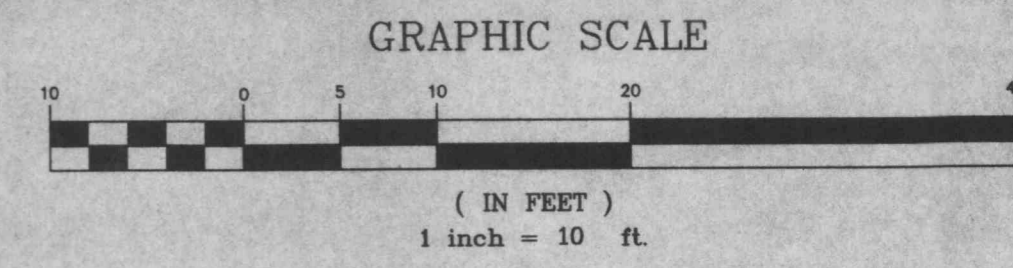 GRAPHIC SCALE
10 0 5 10 20
( IN FEET )
1 inch = 10 ft.